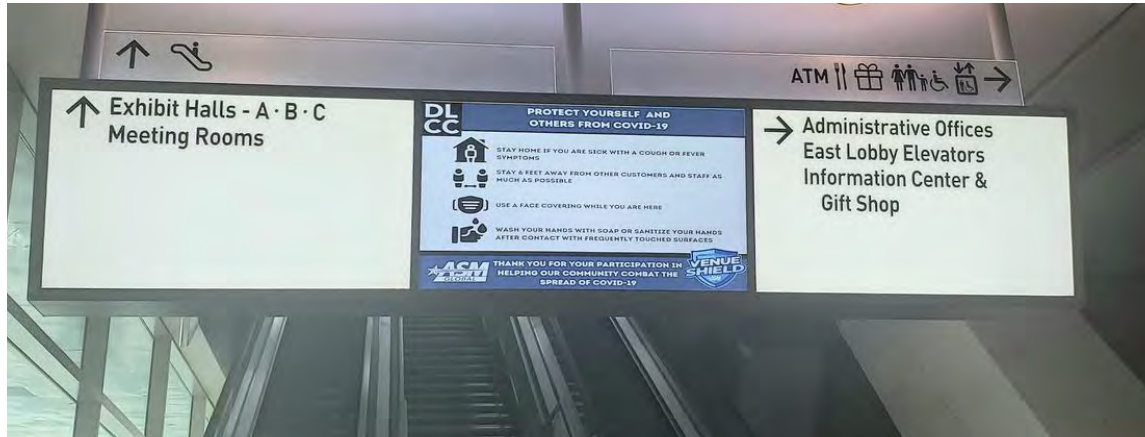 ATM
Exhibit Halls - A · B · C
Meeting Rooms
DL
CC
PROTECT YOURSELF AND
OTHERS FROM COVID-19
STAY HOME IF YOU ARE SICK WITH A COUGH OR FEVER
SYMPTOMS
STAY 6 FEET AWAY FROM OTHER CUSTOMERS AND STAFF AS
MUCH AS POSSIBLE
USE A FACE COVERING WHILE YOU ARE HERE
WASH YOUR HANDS WITH SOAP OR SANITIZE YOUR HANDS
AFTER CONTACT WITH FREQUENTLY TOUCHED SURFACES
ASM
GLOBAL
THANK YOU FOR YOUR PARTICIPATION IN
HELPING OUR COMMUNITY COMBAT THE
SPREAD OF COVID-19
VENUE
SHIELD
Administrative Offices
East Lobby Elevators
Information Center &
Gift Shop